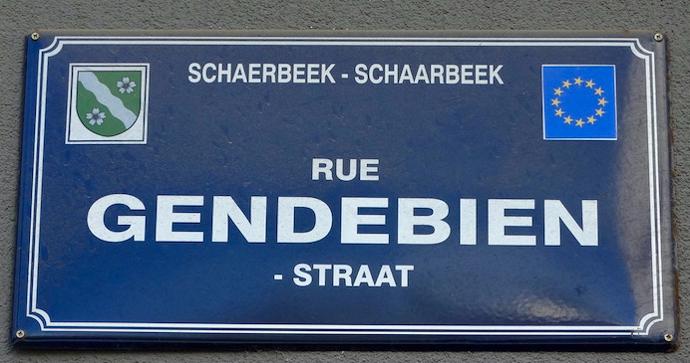 SCHAERBEEK - SCHAARBEEK
RUE
GENDEBIEN
- STRAAT